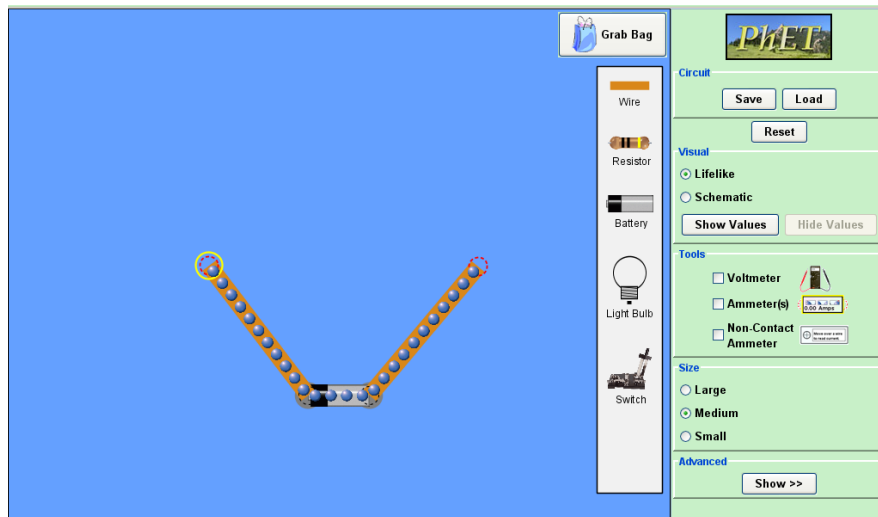 Grab Bag
Wire
Resistor
Battery
Light Bulb
Switch
PhET
Circuit
Save Load
Reset
Visual
Lifelike
Schematic
Show Values Hide Values
Tools
Voltmeter
Ammeter(s)
0.00 Amps
Non-Contact
Ammeter
Size
Large
Medium
Small
Advanced
Show >>